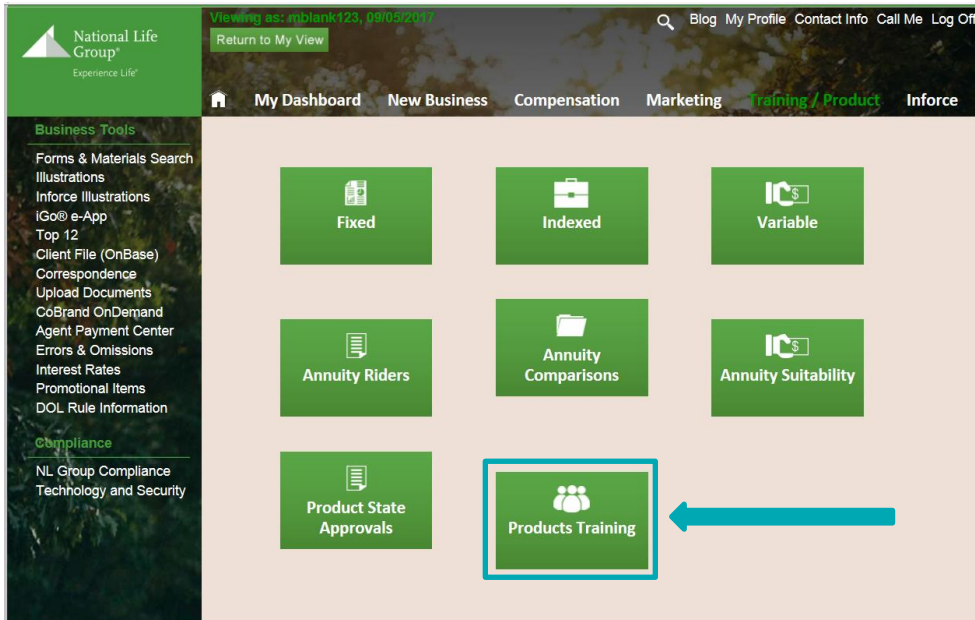 National Life
Group®
Experience Life®
Viewing as: mblank123, 09/05/2017
Return to My View
Blog My Profile Contact Info Call Me Log Off
My Dashboard New Business Compensation Marketing Training / Product Inforce
Business Tools
Forms & Materials Search
Illustrations
Inforce Illustrations
iGo® e-App
Top 12
Client File (OnBase)
Correspondence
Upload Documents
CoBrand OnDemand
Agent Payment Center
Errors & Omissions
Interest Rates
Promotional Items
DOL Rule Information
Compliance
NL Group Compliance
Technology and Security
Fixed
Indexed
Variable
Annuity Riders
Annuity
Comparisons
Annuity Suitability
Product State
Approvals
Products Training